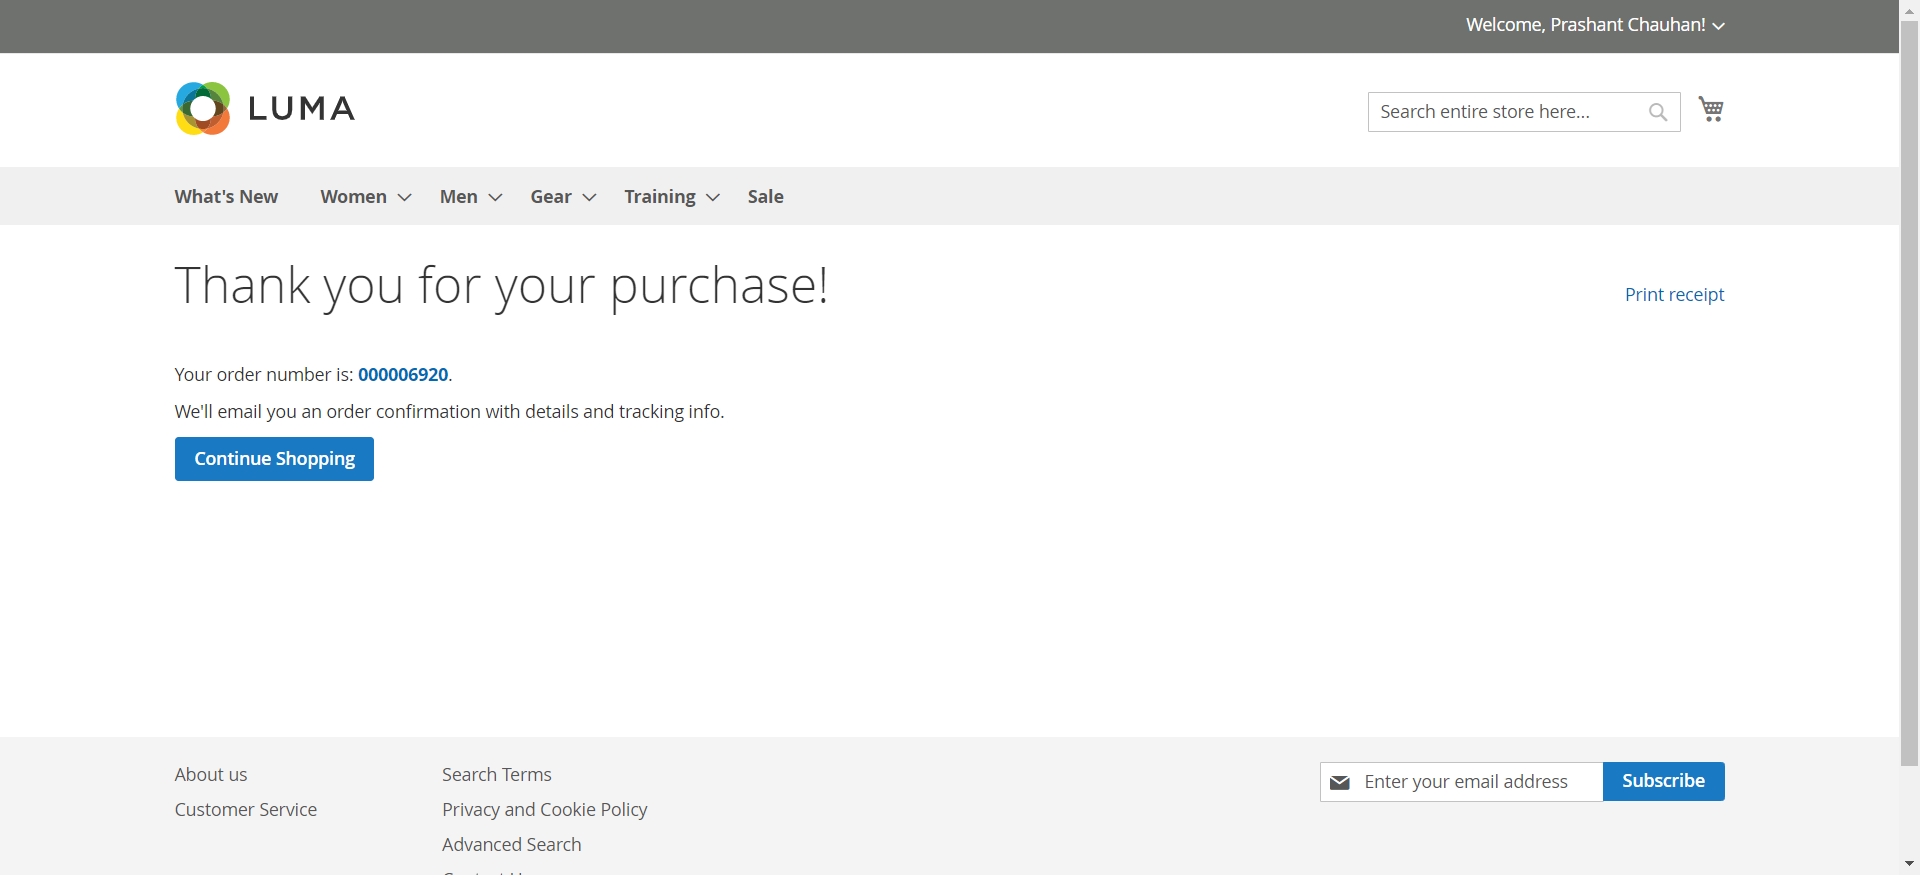 Welcome, Prashant Chauhan!
LUMA
Search entire store here...
What's New Women Men Gear Training Sale
Thank you for your purchase!
Print receipt
Your order number is: 000006920.
We'll email you an order confirmation with details and tracking info.
Continue Shopping
About us
Customer Service
Search Terms
Privacy and Cookie Policy
Advanced Search
Enter your email address
Subscribe